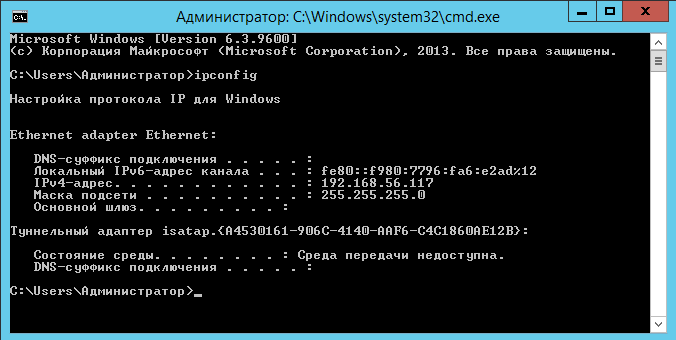 Администратор: C:\Windows\system32\cmd.exe
Microsoft Windows [Version 6.3.9600]
(c) Корпорация Майкрософт (Microsoft Corporation), 2013. Все права защищены.
C:\Users\Администратор>ipconfig
Настройка протокола IP для Windows
Ethernet adapter Ethernet:
DNS-суффикс подключения . . . . . :
Локальный IPv6-адрес канала . . . : fe80::f980:7796:fa6:e2ad%12
IPv4-адрес. . . . . . . . . . . . : 192.168.56.117
Маска подсети . . . . . . . . . . : 255.255.255.0
Основной шлюз. . . . . . . . . :
Туннельный адаптер isatap.{A4530161-906C-4140-AAF6-C4C1860AE12B}:
Состояние среды. . . . . . . . : Среда передачи недоступна.
DNS-суффикс подключения . . . . . :
C:\Users\Администратор>_